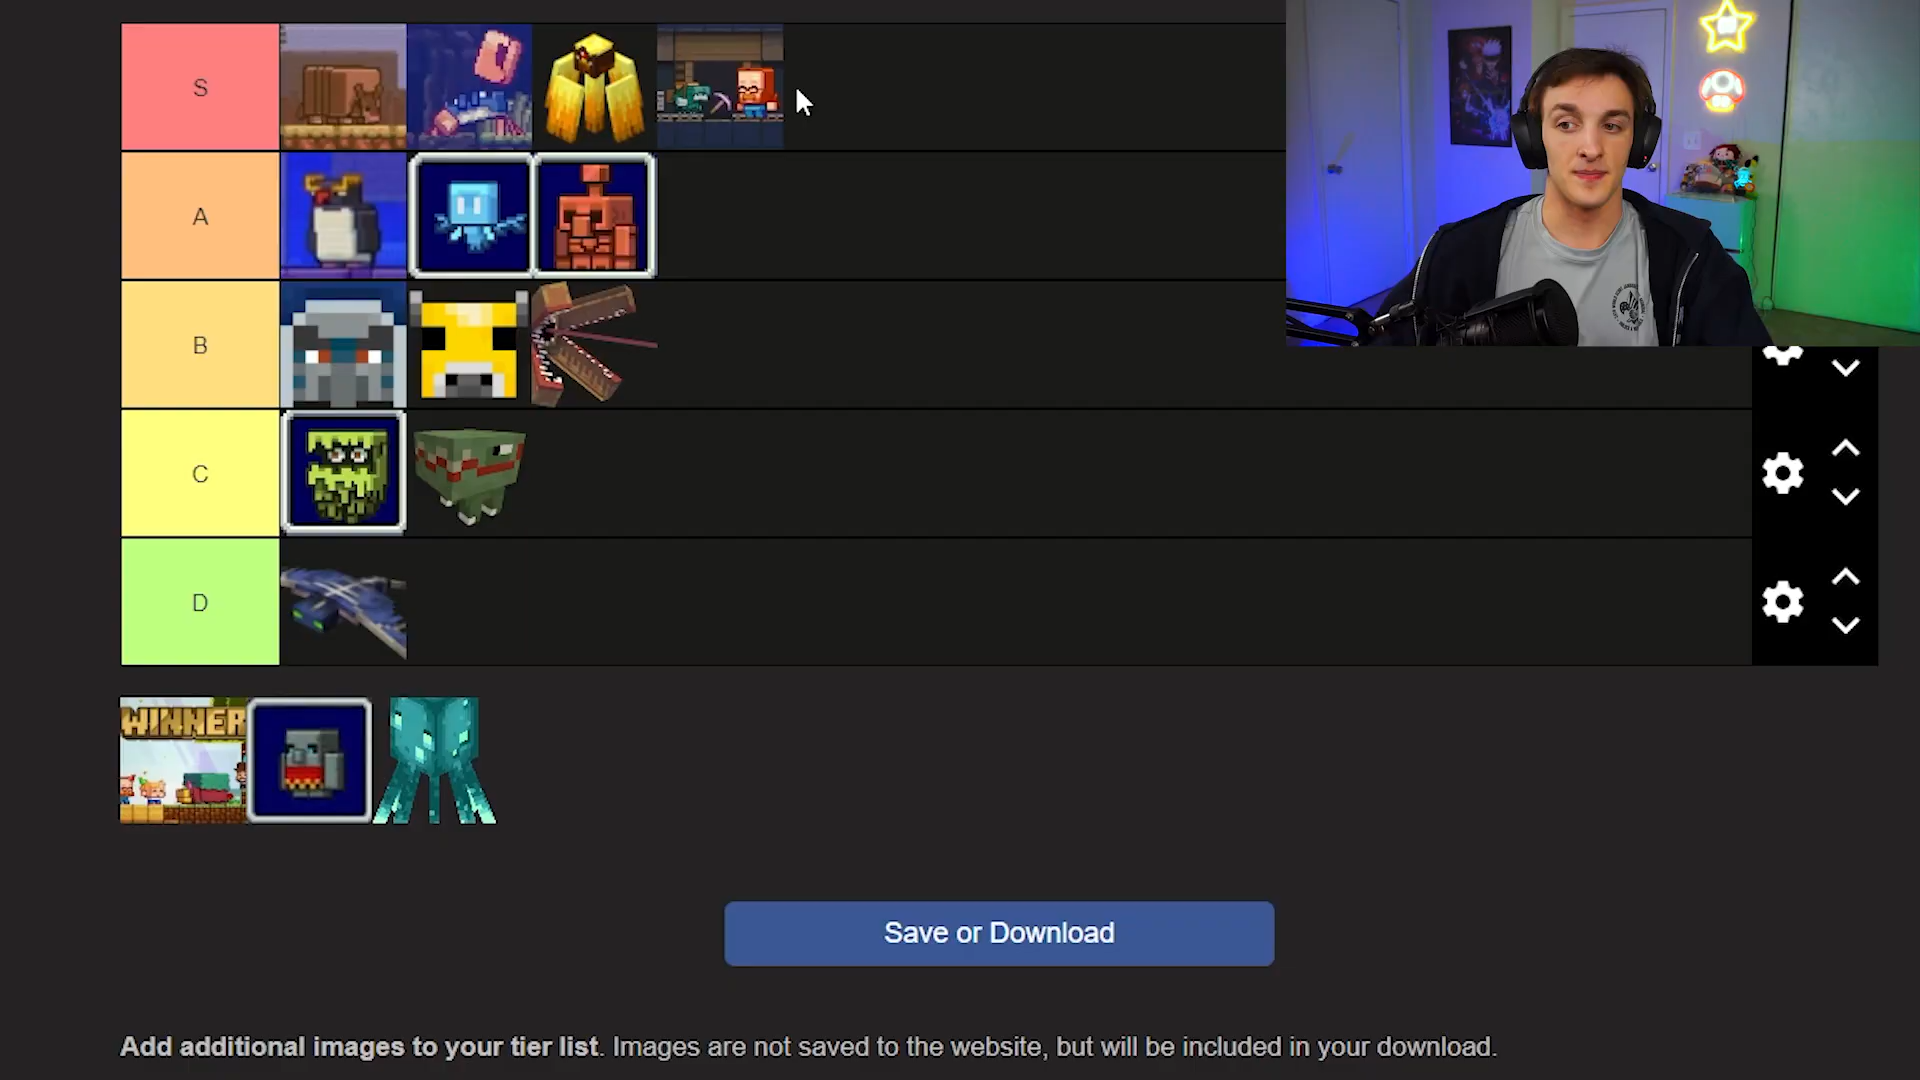 S
A
B
C
D
WINNER
Save or Download
Add additional images to your tier list. Images are not saved to the website, but will be included in your download.